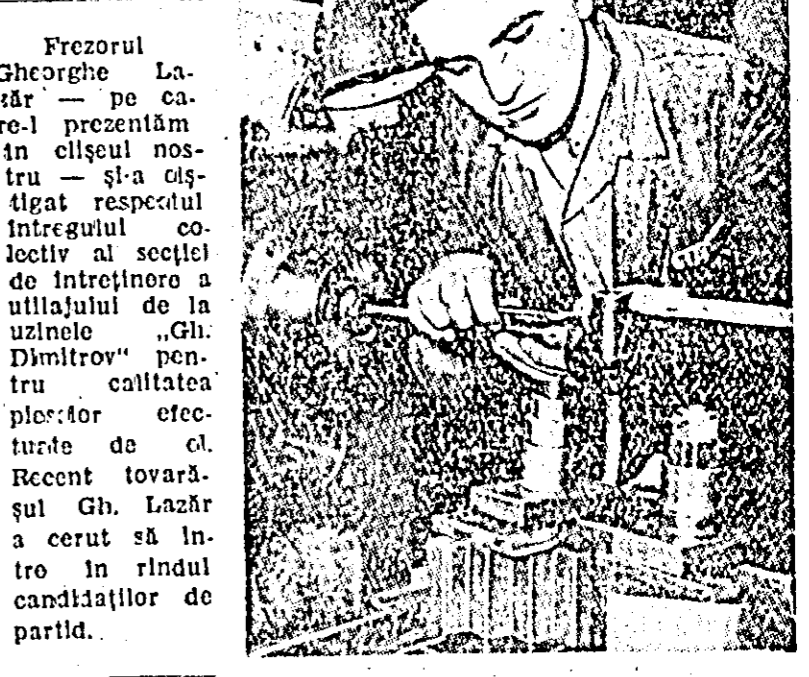 Frezorul
Gheorghe La-
zăr — pe ca-
re-l prezentăm
în clișeul nos-
tru — și-a cîș-
tigat respectul
întregului co-
lectiv al secției
de întreținere a
utilajului de la
uzinele „Gh.
Dimitrov“ pen-
tru calitatea
pieselor efec-
tuate de el.
Recent tovară-
șul Gh. Lazăr
a cerut să in-
tre în rîndul
candidaților de
partid.